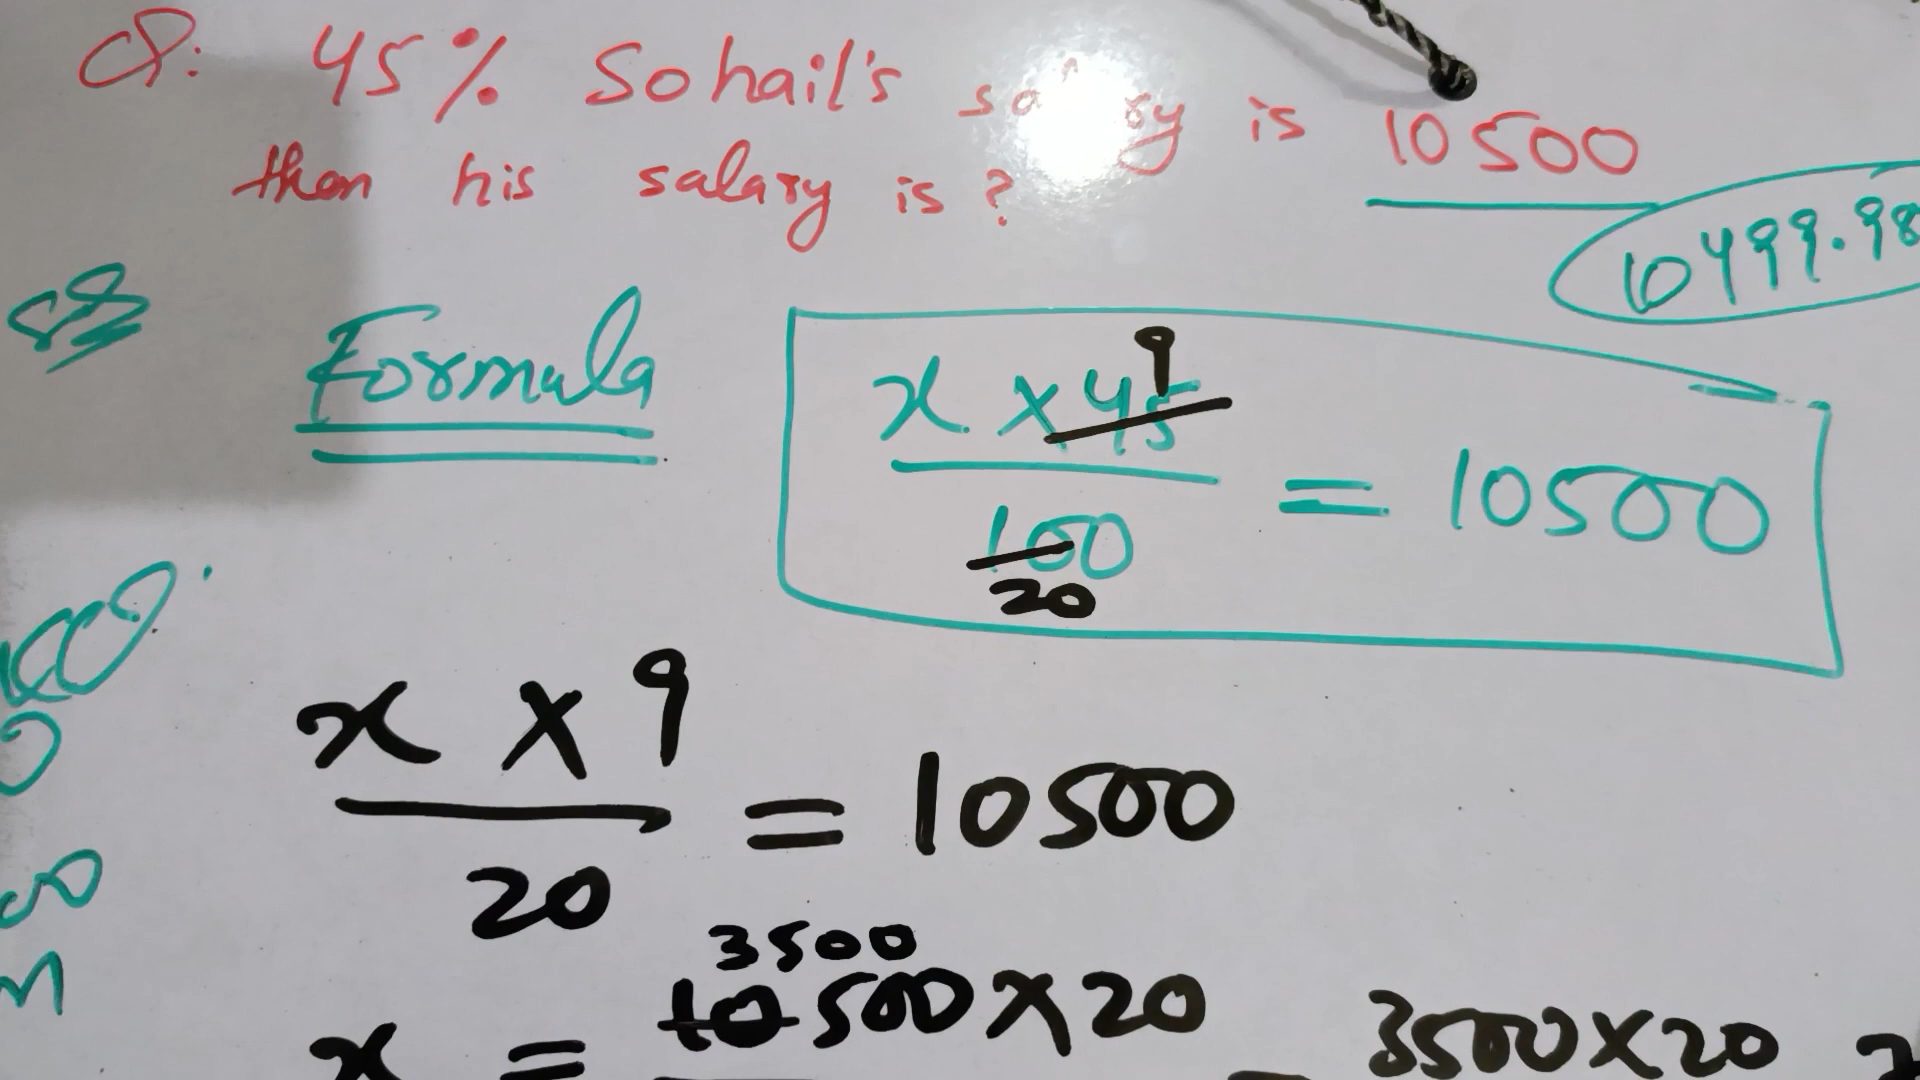 Q. 45% Sohail's salary is 10500
then his salary is?
10499.98
Formula
x × 45 9
100
20
= 10500
x × 9
20
= 10500
3500
x = 10500 × 20
3500 × 20